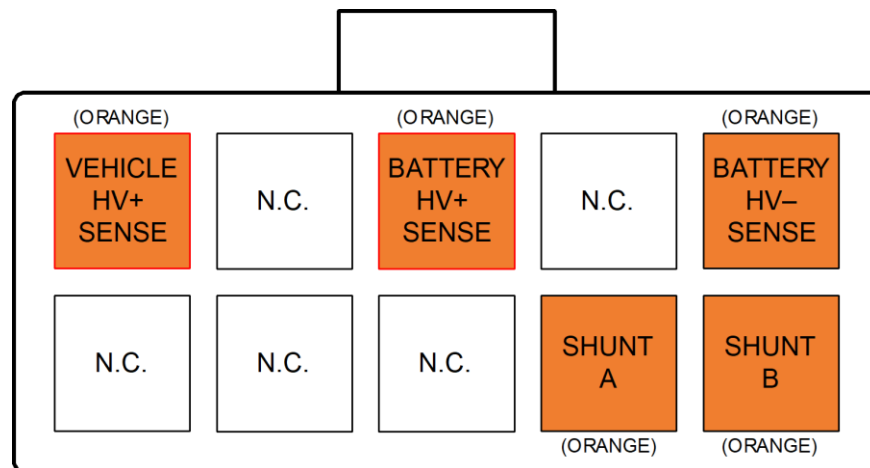 (ORANGE) (ORANGE) (ORANGE)
VEHICLE
HV+
SENSE
N.C.
BATTERY
HV+
SENSE
N.C.
BATTERY
HV–
SENSE
N.C.
N.C.
N.C.
SHUNT
A
SHUNT
B
(ORANGE) (ORANGE)